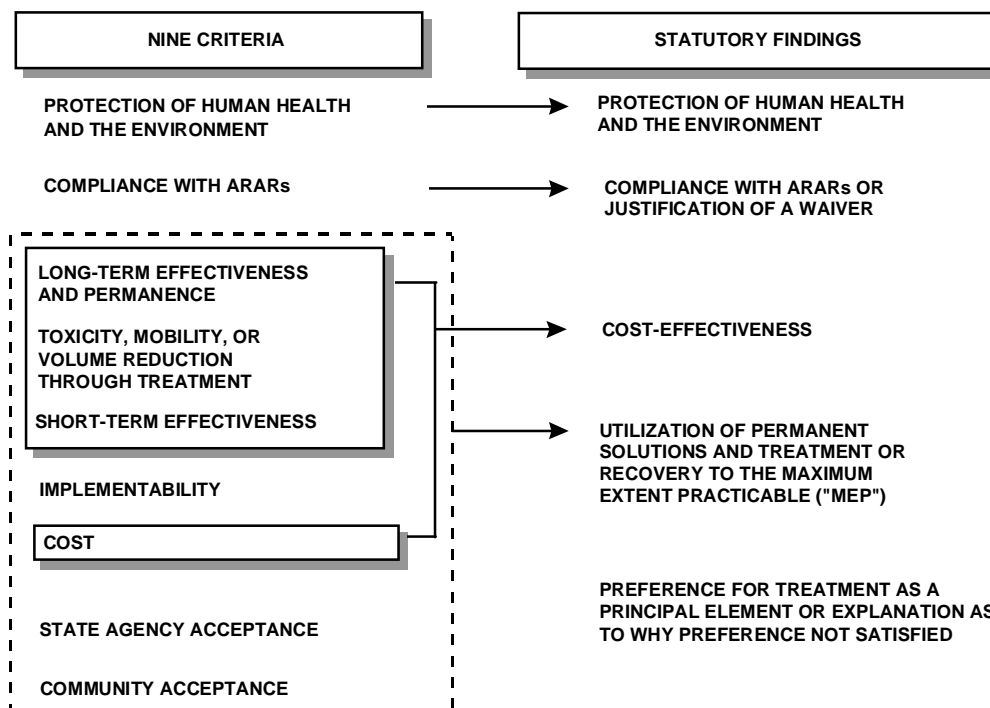 NINE CRITERIA
STATUTORY FINDINGS
PROTECTION OF HUMAN HEALTH
AND THE ENVIRONMENT
PROTECTION OF HUMAN HEALTH
AND THE ENVIRONMENT
COMPLIANCE WITH ARARs
COMPLIANCE WITH ARARs OR
JUSTIFICATION OF A WAIVER
LONG-TERM EFFECTIVENESS
AND PERMANENCE
TOXICITY, MOBILITY, OR
VOLUME REDUCTION
THROUGH TREATMENT
SHORT-TERM EFFECTIVENESS
COST-EFFECTIVENESS
IMPLEMENTABILITY
UTILIZATION OF PERMANENT
SOLUTIONS AND TREATMENT OR
RECOVERY TO THE MAXIMUM
EXTENT PRACTICABLE ("MEP")
COST
STATE AGENCY ACCEPTANCE
COMMUNITY ACCEPTANCE
PREFERENCE FOR TREATMENT AS A
PRINCIPAL ELEMENT OR EXPLANATION AS
TO WHY PREFERENCE NOT SATISFIED